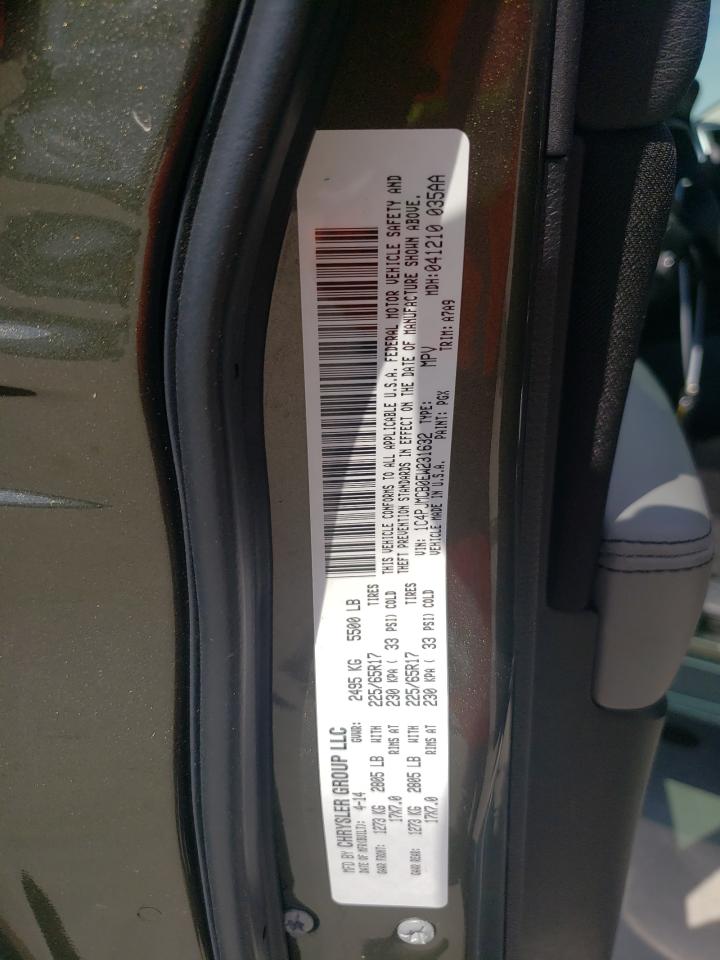 MFD BY CHRYSLER GROUP LLC
DATE OF MFR(BUILT): 4-14 GVWR: 2495 KG 5500 LB
GAWR FRONT: 1273 KG 2805 LB WITH 225/65R17 TIRES
17X7.0 RIMS AT 230 KPA ( 33 PSI) COLD
GAWR REAR: 1273 KG 2805 LB WITH 225/65R17 TIRES
17X7.0 RIMS AT 230 KPA ( 33 PSI) COLD
THIS VEHICLE CONFORMS TO ALL APPLICABLE U.S.A. FEDERAL MOTOR VEHICLE SAFETY AND
THEFT PREVENTION STANDARDS IN EFFECT ON THE DATE OF MANUFACTURE SHOWN ABOVE.
VIN: 1C4PJMCB0EW231632 TYPE: MPV MDH:041210 035AA
VEHICLE MADE IN U.S.A. PAINT: PGX TRIM: A7A9